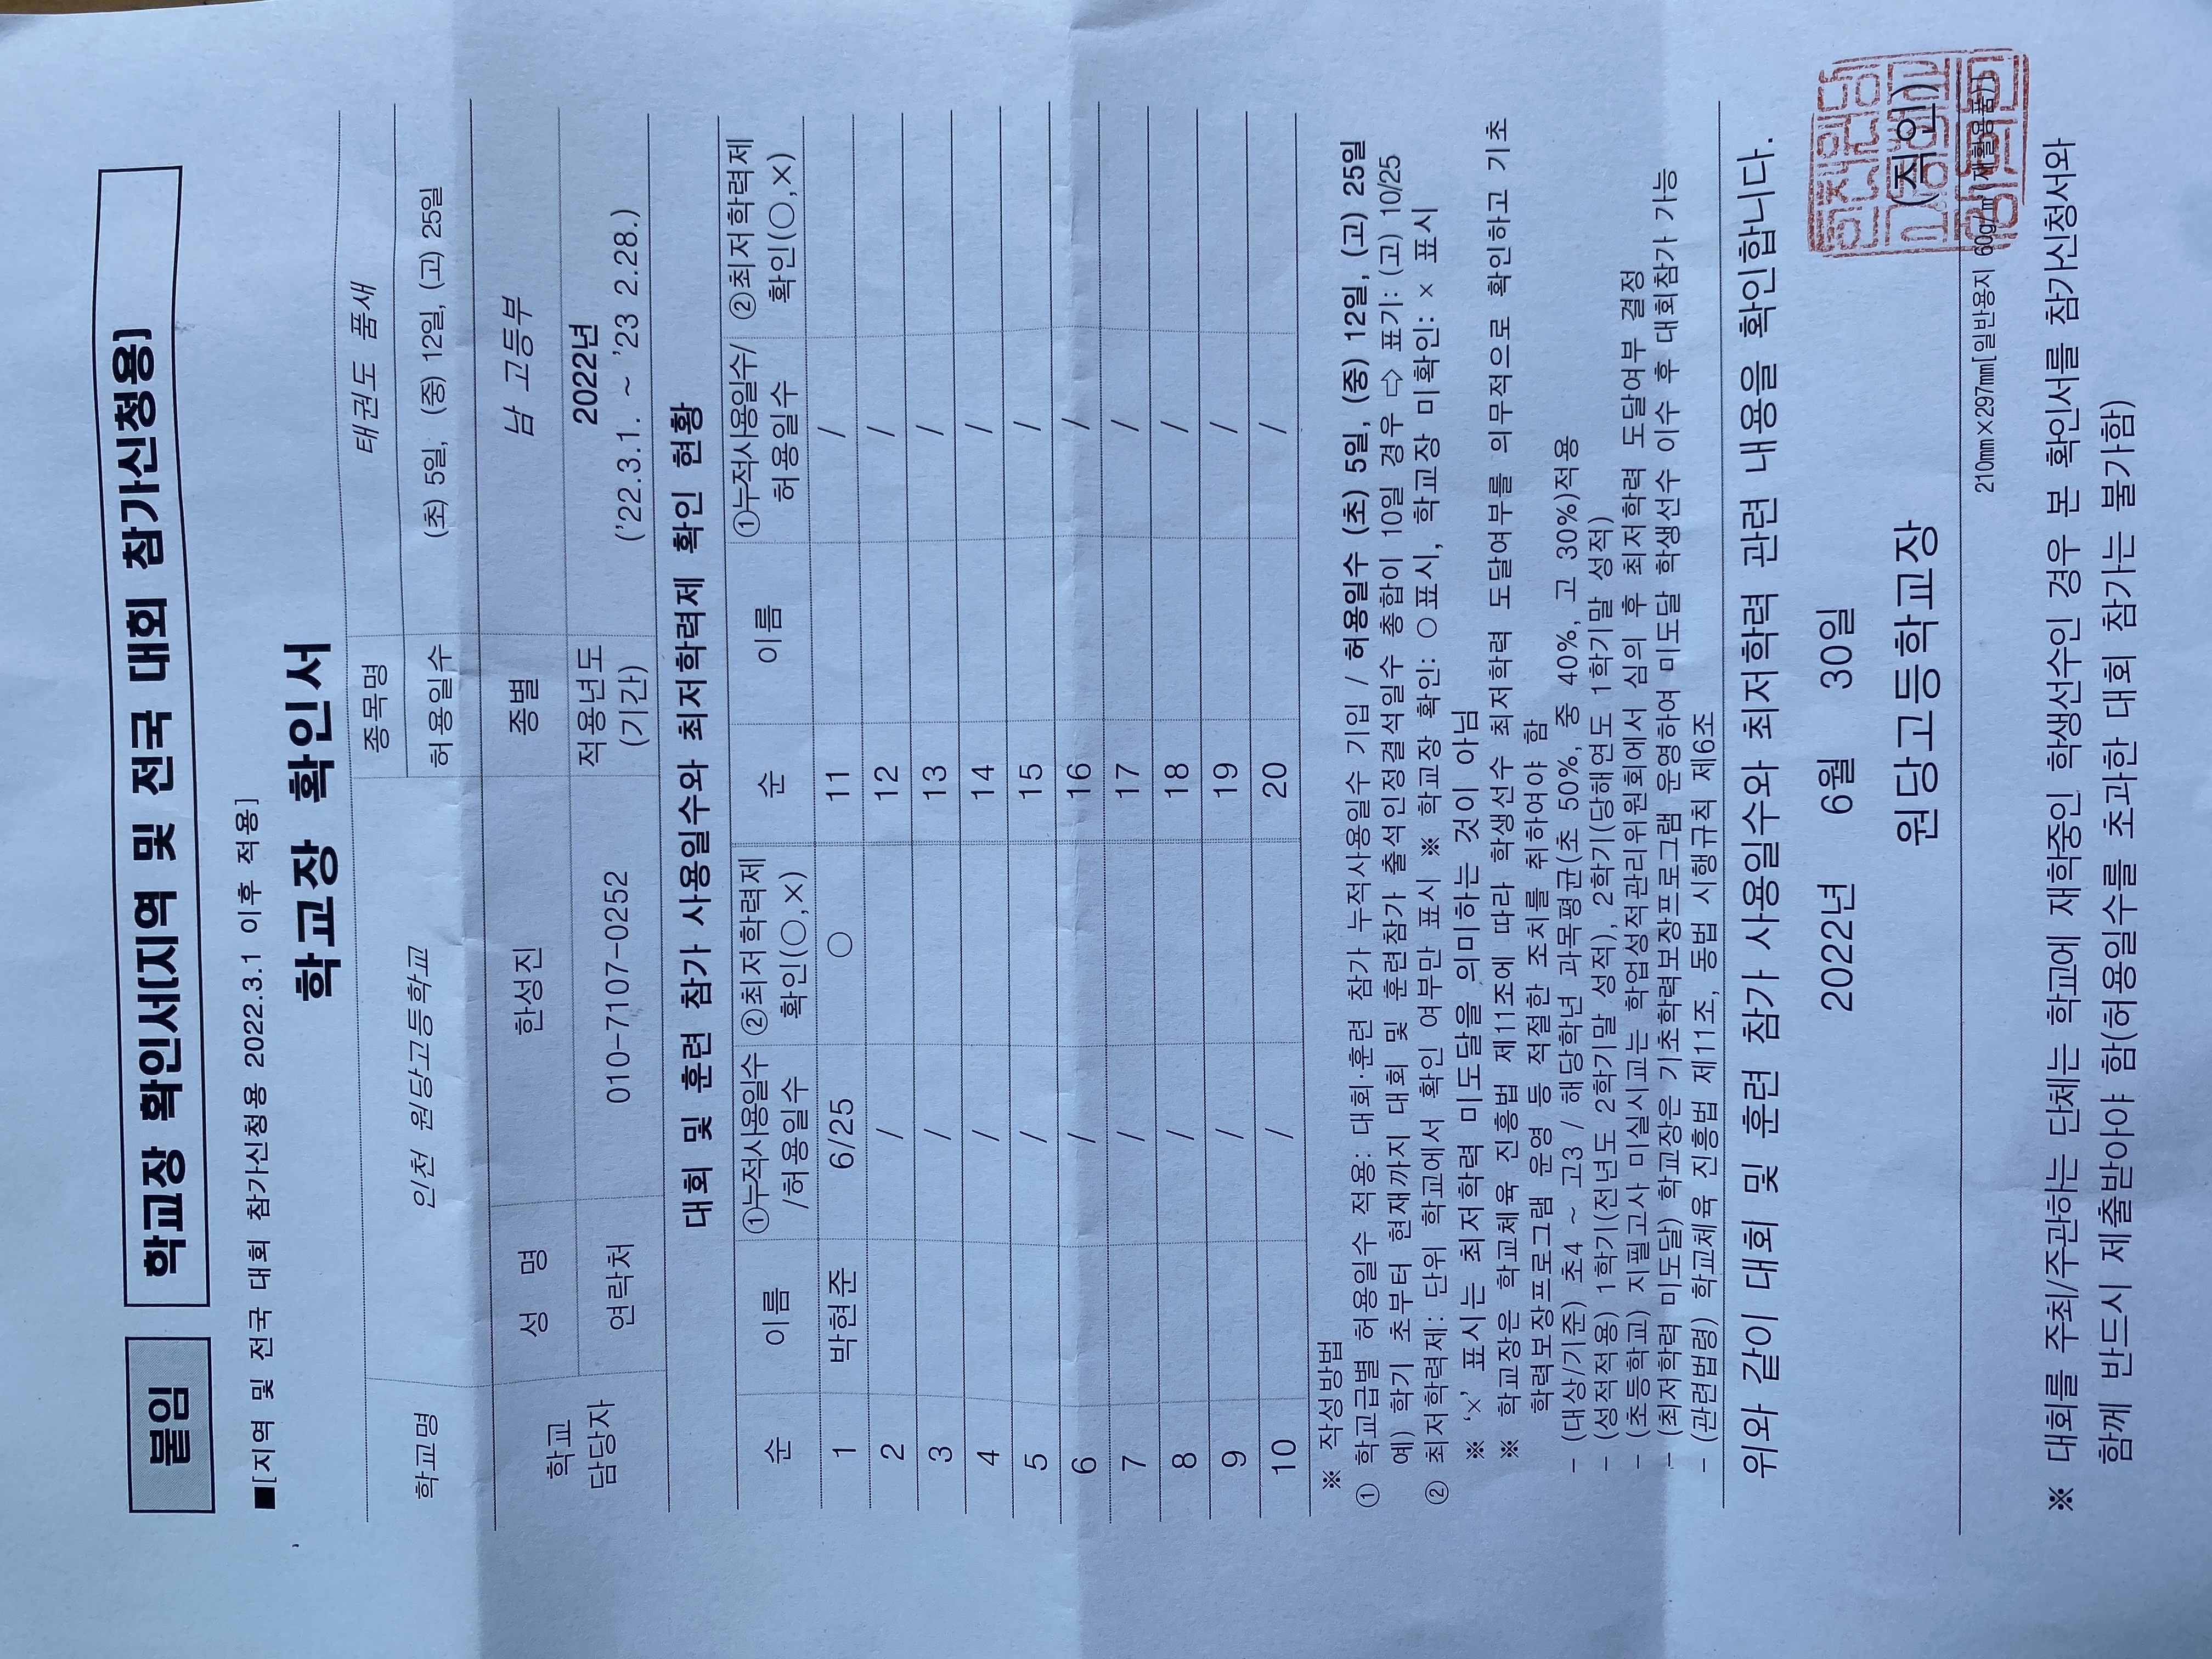 붙임 학교장 확인서(지역 및 전국 대회 참가신청용)
■[지역 및 전국 대회 참가신청용 2022.3.1 이후 적용]
학교장 확인서
학교명 인천 원당고등학교 종목명 태권도 품새
허용일수 (초) 5일, (중) 12일, (고) 25일
학교 담당자 성 명 한성진 종별 남 고등부
연락처 010-7107-0252 적용년도 (기간) 2022년 ('22.3.1. ~ '23 2.28.)
대회 및 훈련 참가 사용일수와 최저학력제 확인 현황
순 이름 ①누적사용일수/허용일수 ②최저학력제 확인(○,×) 순 이름 ①누적사용일수/허용일수 ②최저학력제 확인(○,×)
1 박현준 6/25 ○ 11 /
2 / 12 /
3 / 13 /
4 / 14 /
5 / 15 /
6 / 16 /
7 / 17 /
8 / 18 /
9 / 19 /
10 / 20 /
※ 작성방법
① 학교급별 허용일수 적용: 대회·훈련 참가 누적사용일수 기입 / 허용일수 (초) 5일, (중) 12일, (고) 25일
예) 학기 초부터 현재까지 대회 및 훈련참가 출석인정결석일수 총합이 10일 경우 ⇨ 표기: (고) 10/25
② 최저학력제: 단위 학교에서 확인 여부만 표시 ※ 학교장 확인: ○표시, 학교장 미확인: × 표시
※ '×' 표시는 최저학력 미도달을 의미하는 것이 아님
※ 학교장은 학교체육 진흥법 제11조에 따라 학생선수 최저학력 도달여부를 의무적으로 확인하고 기초
학력보장프로그램 운영 등 적절한 조치를 취하여야 함
- (대상/기준) 초4 ~ 고3 / 해당학년 과목평균(초 50%, 중 40%, 고 30%)적용
- (성적적용) 1학기(전년도 2학기말 성적), 2학기(당해연도 1학기말 성적)
- (초등학교) 지필고사 미실시교는 학업성적관리위원회에서 심의 후 최저학력 도달여부 결정
- (최저학력 미도달) 학교장은 기초학력보장프로그램 운영하여 미도달 학생선수 이수 후 대회참가 가능
- (관련법령) 학교체육 진흥법 제11조, 동법 시행규칙 제6조
위와 같이 대회 및 훈련 참가 사용일수와 최저학력 관련 내용을 확인합니다.
2022년 6월 30일
원당고등학교장 (직인)
210㎜×297㎜[일반용지 60g/㎡(재활용품)]
※ 대회를 주최/주관하는 단체는 학교에 재학중인 학생선수인 경우 본 확인서를 참가신청서와
함께 반드시 제출받아야 함(허용일수를 초과한 대회 참가는 불가함)